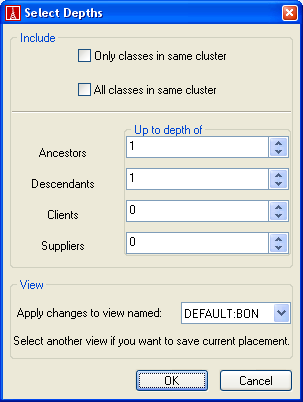 Select Depths
Include
Only classes in same cluster
All classes in same cluster
Up to depth of
Ancestors 1
Descendants 1
Clients 0
Suppliers 0
View
Apply changes to view named: DEFAULT:BON
Select another view if you want to save current placement.
OK Cancel